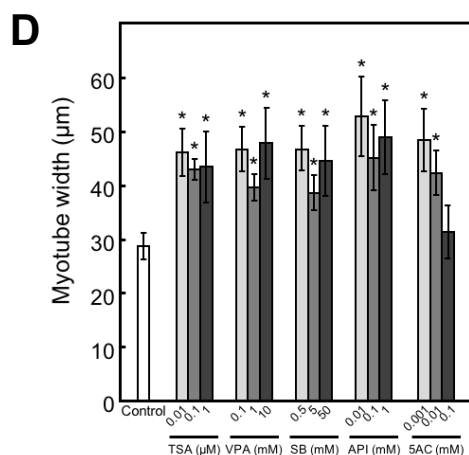 D
Myotube width (µm)
60
50
40
30
20
10
0
* * * * * * * * * * * * * *
Control 0.01 0.1 1 0.1 1 10 0.5 5 50 0.01 0.1 1 0.001 0.01 0.1
TSA (µM) VPA (mM) SB (mM) API (mM) 5AC (mM)